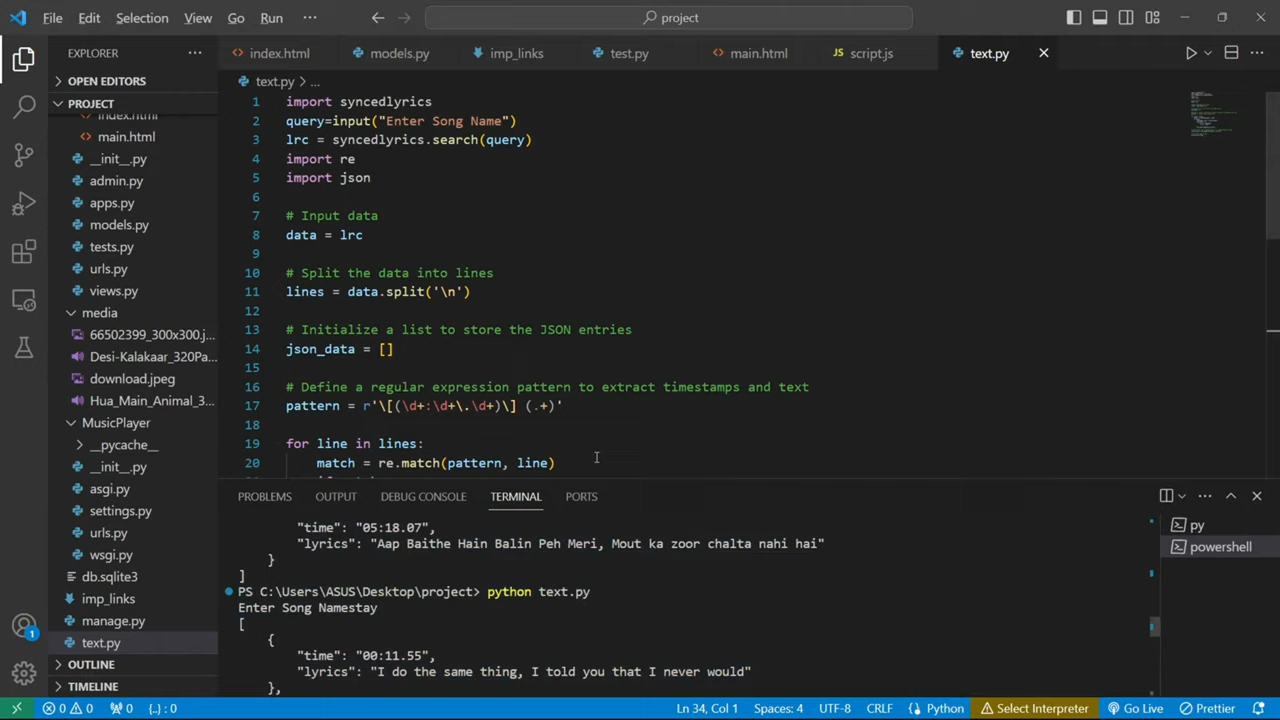 File Edit Selection View Go Run ··· project
EXPLORER ···
OPEN EDITORS
PROJECT
index.html
main.html
__init__.py
admin.py
apps.py
models.py
tests.py
urls.py
views.py
media
66502399_300x300.j...
Desi-Kalakaar_320Pa...
download.jpeg
Hua_Main_Animal_3...
MusicPlayer
__pycache__
__init__.py
asgi.py
settings.py
urls.py
wsgi.py
db.sqlite3
imp_links
manage.py
text.py
OUTLINE
TIMELINE
index.html models.py imp_links test.py main.html JS script.js text.py
text.py > ...
1 import syncedlyrics
2 query=input("Enter Song Name")
3 lrc = syncedlyrics.search(query)
4 import re
5 import json
6
7 # Input data
8 data = lrc
9
10 # Split the data into lines
11 lines = data.split('\n')
12
13 # Initialize a list to store the JSON entries
14 json_data = []
15
16 # Define a regular expression pattern to extract timestamps and text
17 pattern = r'\[(\d+:\d+\.\d+)\] (.+)'
18
19 for line in lines:
20 match = re.match(pattern, line)
PROBLEMS OUTPUT DEBUG CONSOLE TERMINAL PORTS
"time": "05:18.07",
"lyrics": "Aap Baithe Hain Balin Peh Meri, Mout ka zoor chalta nahi hai"
}
]
PS C:\Users\ASUS\Desktop\project> python text.py
Enter Song Namestay
[
{
"time": "00:11.55",
"lyrics": "I do the same thing, I told you that I never would"
},
py
powershell
1
0 0 0 {..} : 0 Ln 34, Col 1 Spaces: 4 UTF-8 CRLF Python Select Interpreter Go Live Prettier